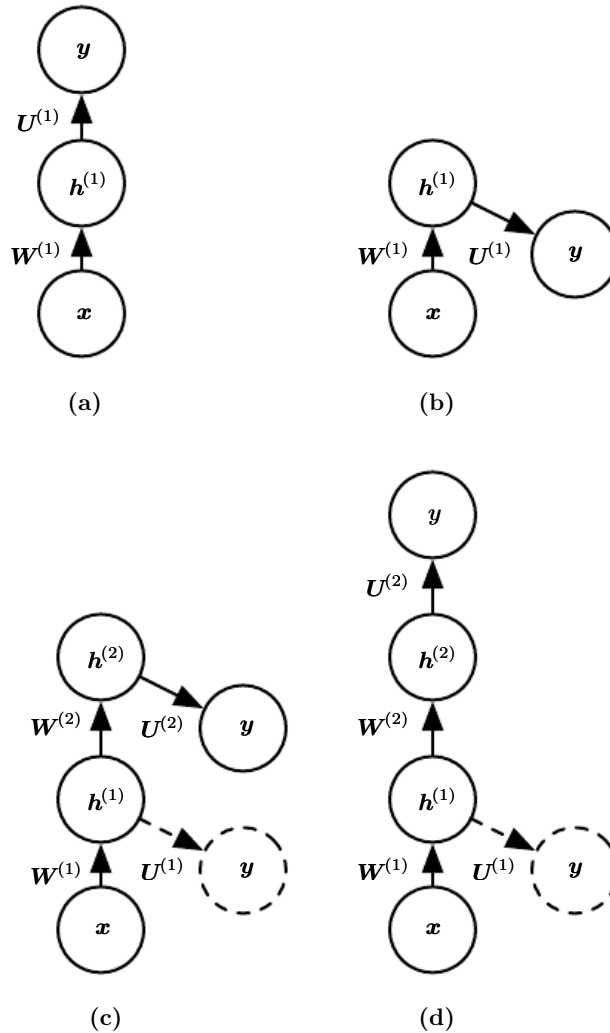 y
U^(1)
h^(1)
W^(1)
x
(a)
h^(1)
W^(1)
U^(1)
y
x
(b)
h^(2)
W^(2)
U^(2)
y
h^(1)
W^(1)
U^(1)
y
x
(c)
y
U^(2)
h^(2)
W^(2)
h^(1)
W^(1)
U^(1)
y
x
(d)